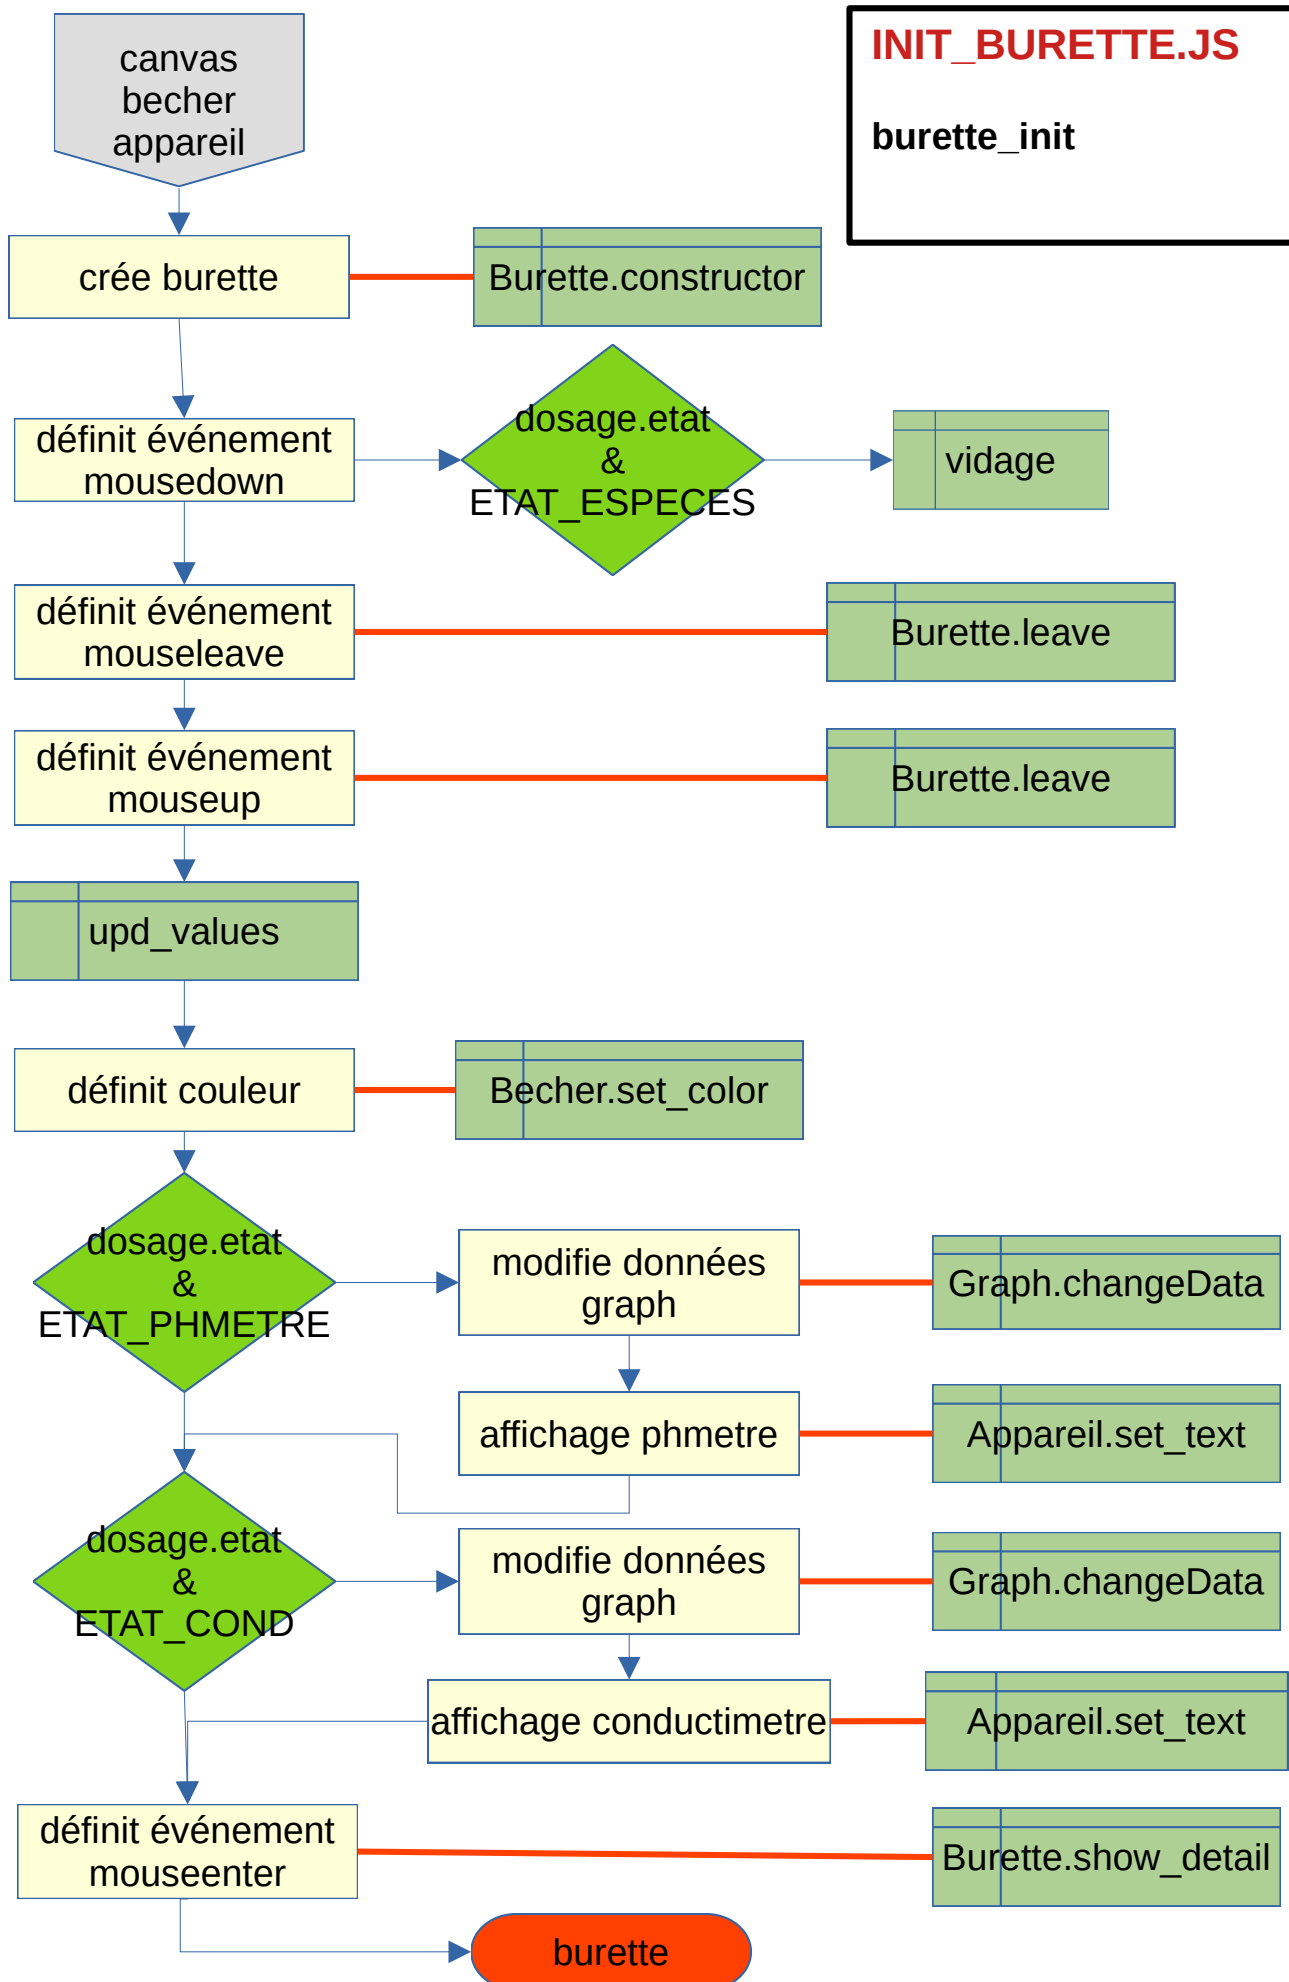 canvas
becher
appareil
INIT_BURETTE.JS
burette_init
crée burette
Burette.constructor
définit événement
mousedown
dosage.etat
&
ETAT_ESPECES
vidage
définit événement
mouseleave
Burette.leave
définit événement
mouseup
Burette.leave
upd_values
définit couleur
Becher.set_color
dosage.etat
&
ETAT_PHMETRE
modifie données
graph
Graph.changeData
affichage phmetre
Appareil.set_text
dosage.etat
&
ETAT_COND
modifie données
graph
Graph.changeData
affichage conductimetre
Appareil.set_text
définit événement
mouseenter
Burette.show_detail
burette